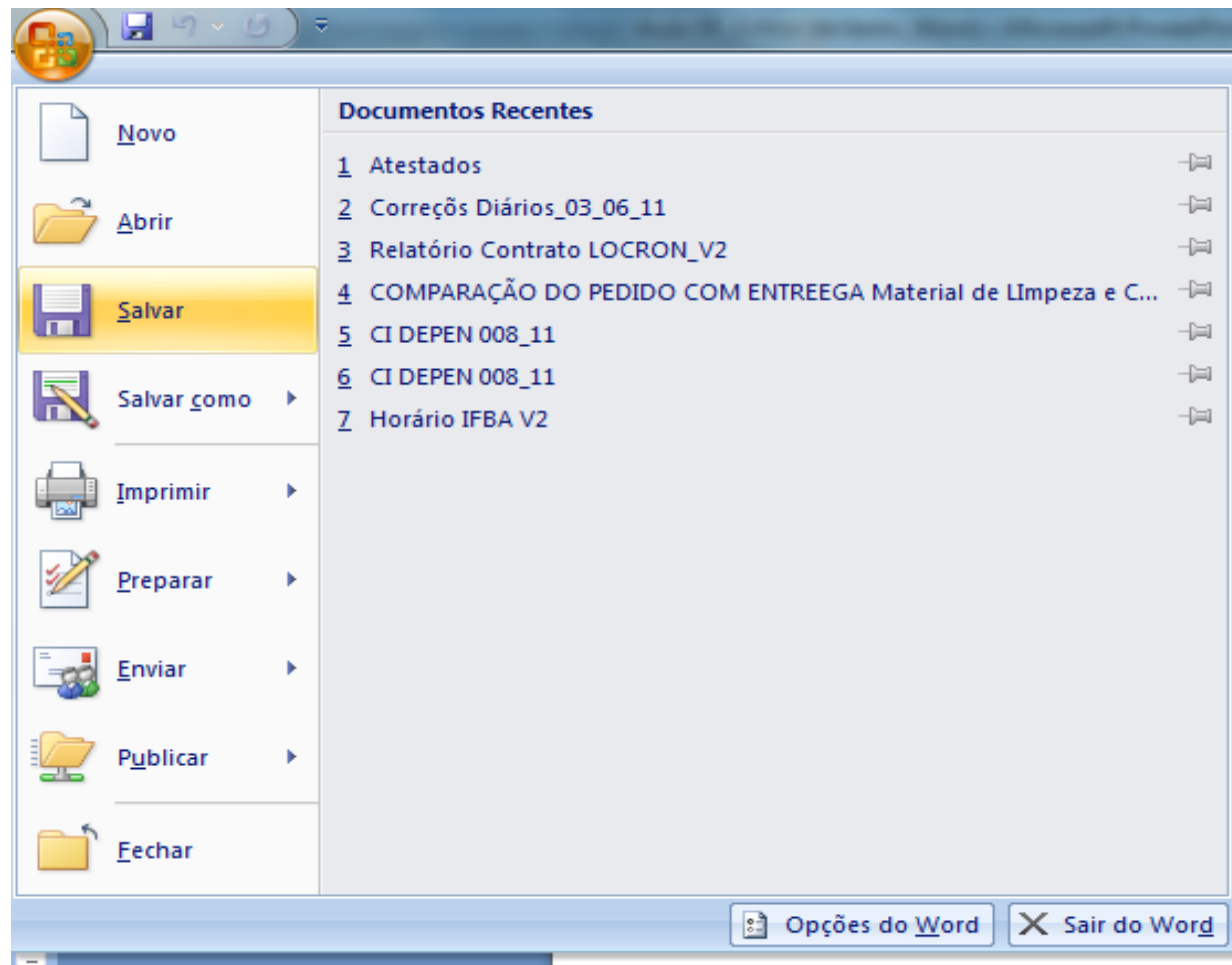 Novo
Abrir
Salvar
Salvar como
Imprimir
Preparar
Enviar
Publicar
Fechar
Documentos Recentes
1 Atestados
2 Correçõs Diários_03_06_11
3 Relatório Contrato LOCRON_V2
4 COMPARAÇÃO DO PEDIDO COM ENTREEGA Material de LImpeza e C...
5 CI DEPEN 008_11
6 CI DEPEN 008_11
7 Horário IFBA V2
Opções do Word
Sair do Word